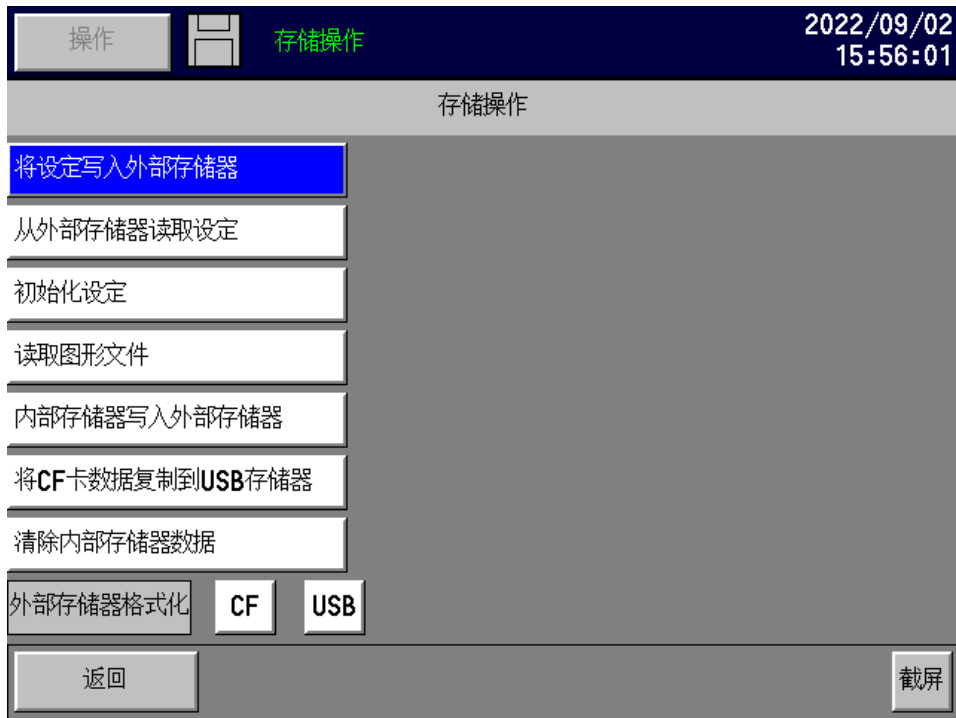 操作
存储操作
2022/09/02
15:56:01
存储操作
将设定写入外部存储器
从外部存储器读取设定
初始化设定
读取图形文件
内部存储器写入外部存储器
将CF卡数据复制到USB存储器
清除内部存储器数据
外部存储器格式化 CF USB
返回 截屏